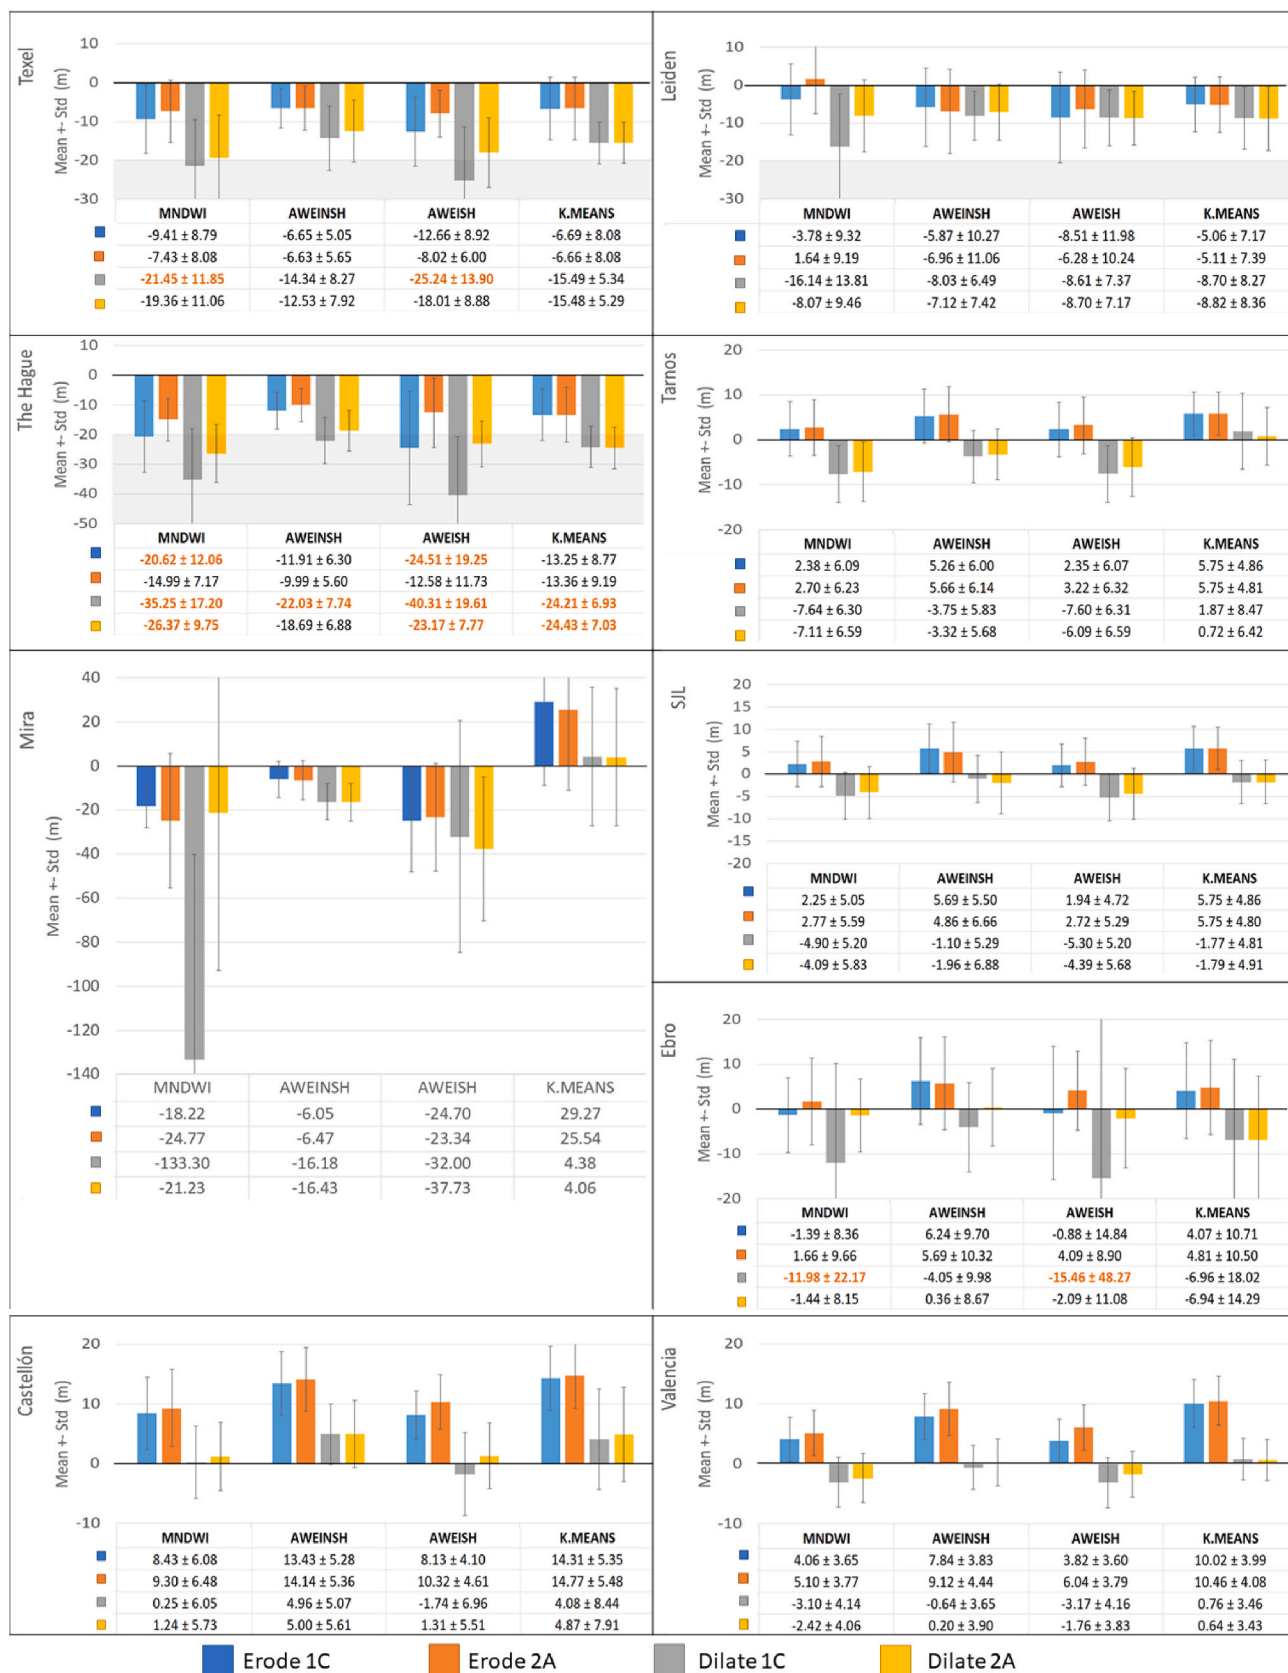 Texel
Mean +- Std (m)
10
0
-10
-20
-30
MNDWI AWEINSH AWEISH K.MEANS
-9.41 ± 8.79 -6.65 ± 5.05 -12.66 ± 8.92 -6.69 ± 8.08
-7.43 ± 8.08 -6.63 ± 5.65 -8.02 ± 6.00 -6.66 ± 8.08
-21.45 ± 11.85 -14.34 ± 8.27 -25.24 ± 13.90 -15.49 ± 5.34
-19.36 ± 11.06 -12.53 ± 7.92 -18.01 ± 8.88 -15.48 ± 5.29
Leiden
Mean +- Std (m)
10
0
-10
-20
-30
MNDWI AWEINSH AWEISH K.MEANS
-3.78 ± 9.32 -5.87 ± 10.27 -8.51 ± 11.98 -5.06 ± 7.17
1.64 ± 9.19 -6.96 ± 11.06 -6.28 ± 10.24 -5.11 ± 7.39
-16.14 ± 13.81 -8.03 ± 6.49 -8.61 ± 7.37 -8.70 ± 8.27
-8.07 ± 9.46 -7.12 ± 7.42 -8.70 ± 7.17 -8.82 ± 8.36
The Hague
Mean +- Std (m)
10
0
-10
-20
-30
-40
-50
MNDWI AWEINSH AWEISH K.MEANS
-20.62 ± 12.06 -11.91 ± 6.30 -24.51 ± 19.25 -13.25 ± 8.77
-14.99 ± 7.17 -9.99 ± 5.60 -12.58 ± 11.73 -13.36 ± 9.19
-35.25 ± 17.20 -22.03 ± 7.74 -40.31 ± 19.61 -24.21 ± 6.93
-26.37 ± 9.75 -18.69 ± 6.88 -23.17 ± 7.77 -24.43 ± 7.03
Tarnos
Mean +- Std (m)
20
10
0
-10
-20
MNDWI AWEINSH AWEISH K.MEANS
2.38 ± 6.09 5.26 ± 6.00 2.35 ± 6.07 5.75 ± 4.86
2.70 ± 6.23 5.66 ± 6.14 3.22 ± 6.32 5.75 ± 4.81
-7.64 ± 6.30 -3.75 ± 5.83 -7.60 ± 6.31 1.87 ± 8.47
-7.11 ± 6.59 -3.32 ± 5.68 -6.09 ± 6.59 0.72 ± 6.42
Mira
Mean +- Std (m)
40
20
0
-20
-40
-60
-80
-100
-120
-140
MNDWI AWEINSH AWEISH K.MEANS
-18.22 -6.05 -24.70 29.27
-24.77 -6.47 -23.34 25.54
-133.30 -16.18 -32.00 4.38
-21.23 -16.43 -37.73 4.06
SJL
Mean +- Std (m)
20
15
10
5
0
-5
-10
-15
-20
MNDWI AWEINSH AWEISH K.MEANS
2.25 ± 5.05 5.69 ± 5.50 1.94 ± 4.72 5.75 ± 4.86
2.77 ± 5.59 4.86 ± 6.66 2.72 ± 5.29 5.75 ± 4.80
-4.90 ± 5.20 -1.10 ± 5.29 -5.30 ± 5.20 -1.77 ± 4.81
-4.09 ± 5.83 -1.96 ± 6.88 -4.39 ± 5.68 -1.79 ± 4.91
Ebro
Mean +- Std (m)
20
10
0
-10
-20
MNDWI AWEINSH AWEISH K.MEANS
-1.39 ± 8.36 6.24 ± 9.70 -0.88 ± 14.84 4.07 ± 10.71
1.66 ± 9.66 5.69 ± 10.32 4.09 ± 8.90 4.81 ± 10.50
-11.98 ± 22.17 -4.05 ± 9.98 -15.46 ± 48.27 -6.96 ± 18.02
-1.44 ± 8.15 0.36 ± 8.67 -2.09 ± 11.08 -6.94 ± 14.29
Castellón
Mean +- Std (m)
20
10
0
-10
MNDWI AWEINSH AWEISH K.MEANS
8.43 ± 6.08 13.43 ± 5.28 8.13 ± 4.10 14.31 ± 5.35
9.30 ± 6.48 14.14 ± 5.36 10.32 ± 4.61 14.77 ± 5.48
0.25 ± 6.05 4.96 ± 5.07 -1.74 ± 6.96 4.08 ± 8.44
1.24 ± 5.73 5.00 ± 5.61 1.31 ± 5.51 4.87 ± 7.91
Valencia
Mean +- Std (m)
20
10
0
-10
MNDWI AWEINSH AWEISH K.MEANS
4.06 ± 3.65 7.84 ± 3.83 3.82 ± 3.60 10.02 ± 3.99
5.10 ± 3.77 9.12 ± 4.44 6.04 ± 3.79 10.46 ± 4.08
-3.10 ± 4.14 -0.64 ± 3.65 -3.17 ± 4.16 0.76 ± 3.46
-2.42 ± 4.06 0.20 ± 3.90 -1.76 ± 3.83 0.64 ± 3.43
Erode 1C Erode 2A Dilate 1C Dilate 2A